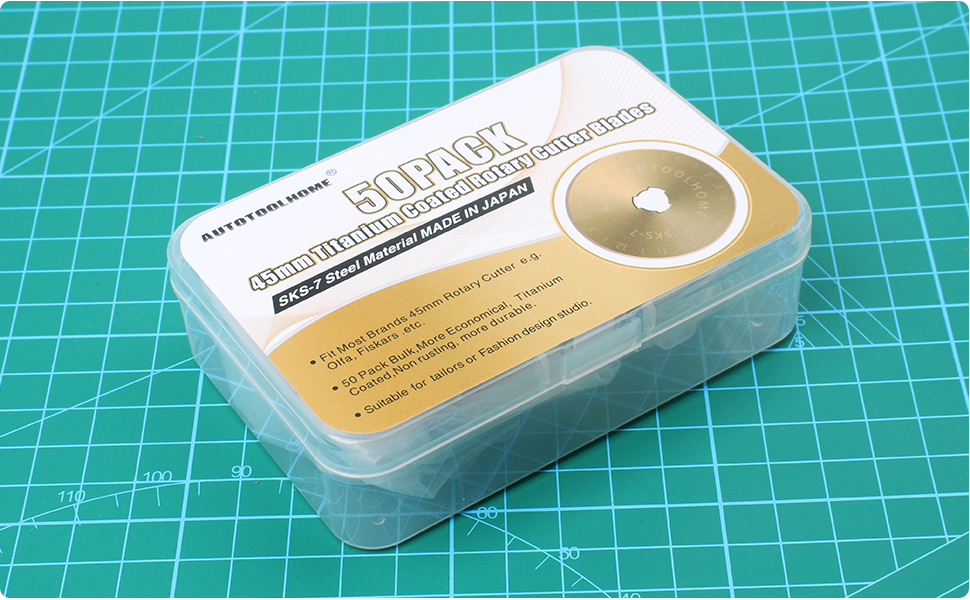 AUTOTOOLHOME®
50PACK
45mm Titanium Coated Rotary Cutter Blades
SKS-7 Steel Material MADE IN JAPAN
AUTOTOOLHOME
SKS-7
• Fit Most Brands 45mm Rotary Cutter e.g.
Olfa, Fiskars .etc.
• 50 Pack Bulk,More Economical, Titanium
Coated,Non rusting, more durable.
• Suitable for tailors or Fashion design studio.
110
100
90
60
50